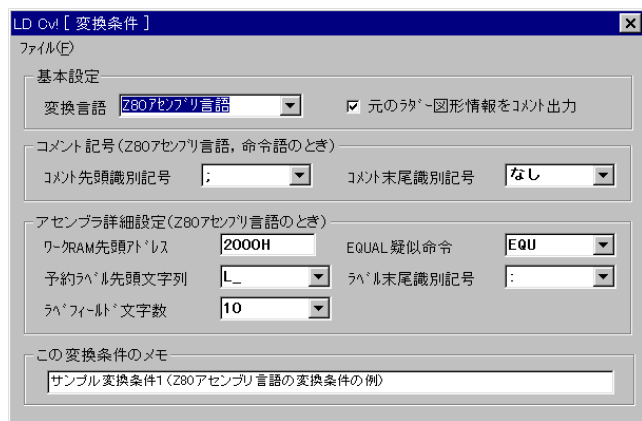 LD Cv! [ 変換条件 ]
ファイル(F)
基本設定
変換言語 Z80アセンブリ言語 元のラダー図形情報をコメント出力
コメント記号(Z80アセンブリ言語, 命令語のとき)
コメント先頭識別記号 ; コメント末尾識別記号 なし
アセンブラ詳細設定(Z80アセンブリ言語のとき)
ワークRAM先頭アドレス 2000H EQUAL疑似命令 EQU
予約ラベル先頭文字列 L_ ラベル末尾識別記号 :
ラベフィールド文字数 10
この変換条件のメモ
サンプル変換条件1(Z80アセンブリ言語の変換条件の例)